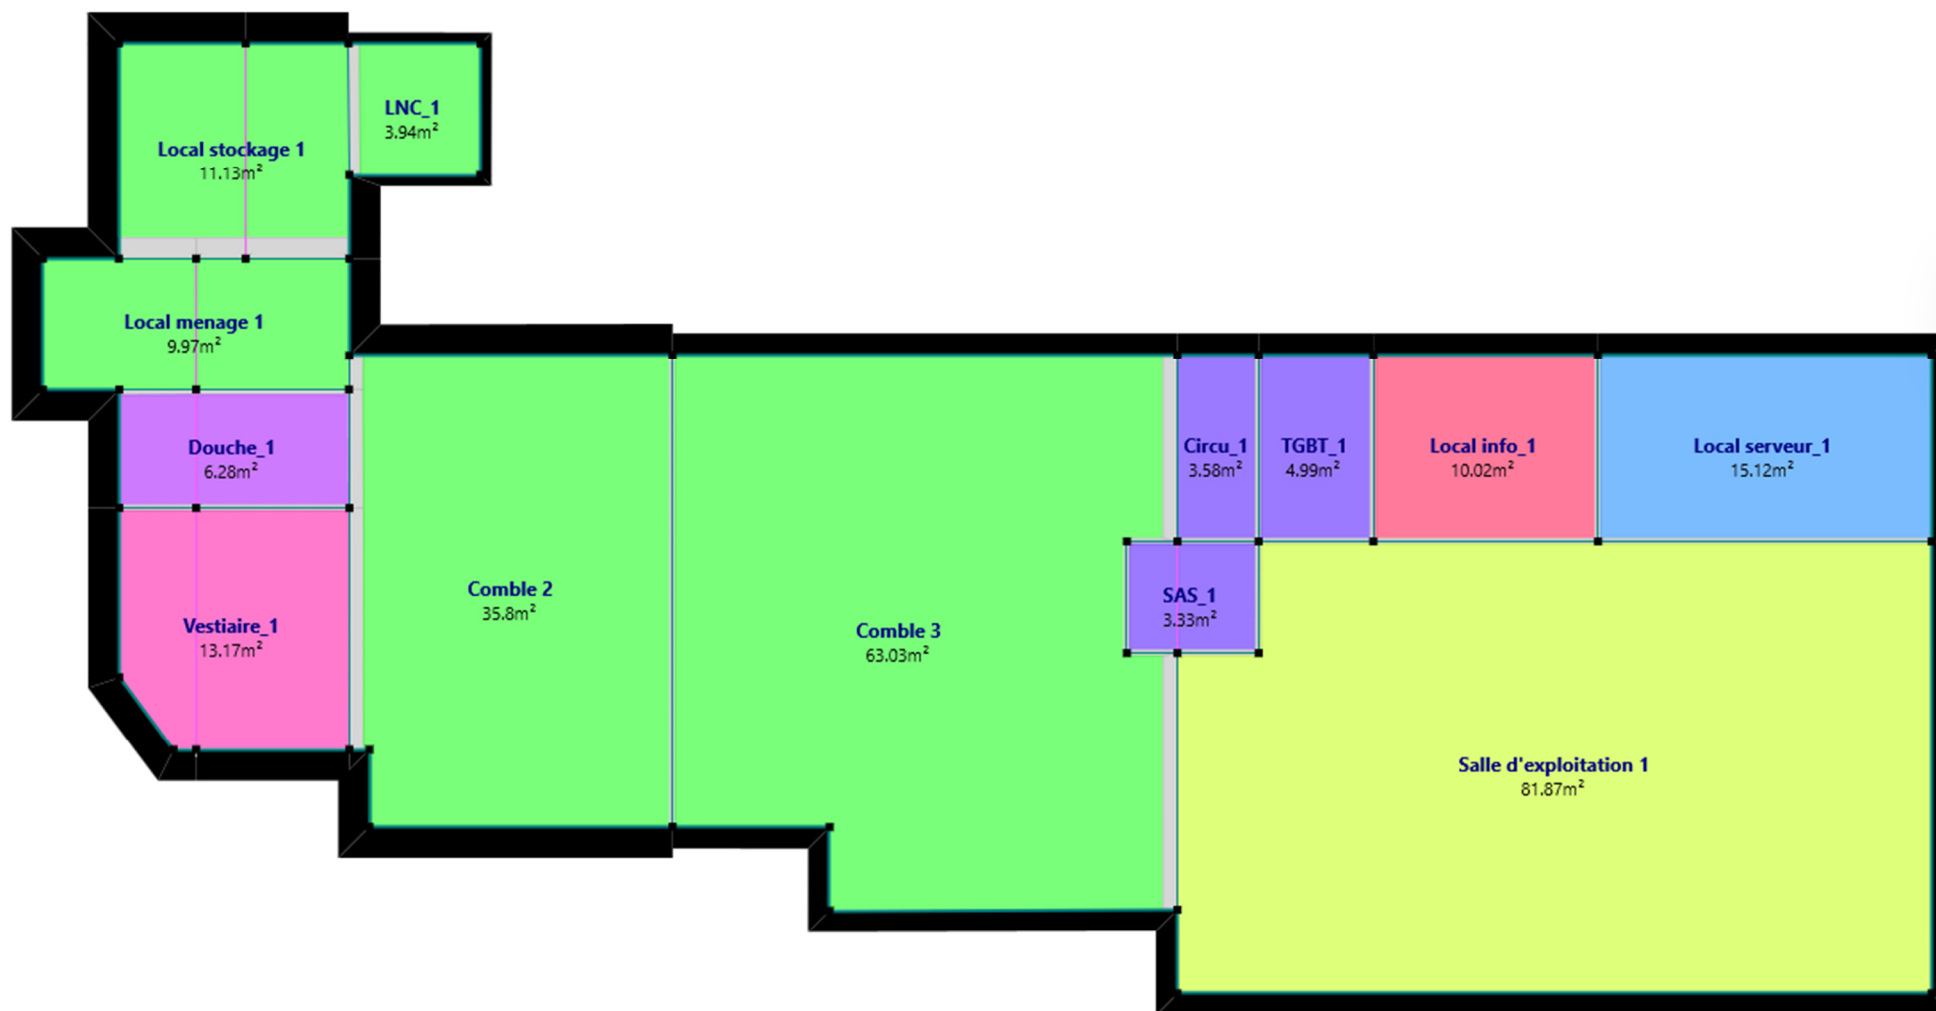 LNC_1
3.94m²
Local stockage 1
11.13m²
Local menage 1
9.97m²
Douche_1
6.28m²
Circu_1
3.58m²
TGBT_1
4.99m²
Local info_1
10.02m²
Local serveur_1
15.12m²
Comble 2
35.8m²
SAS_1
3.33m²
Vestiaire_1
13.17m²
Comble 3
63.03m²
Salle d'exploitation 1
81.87m²